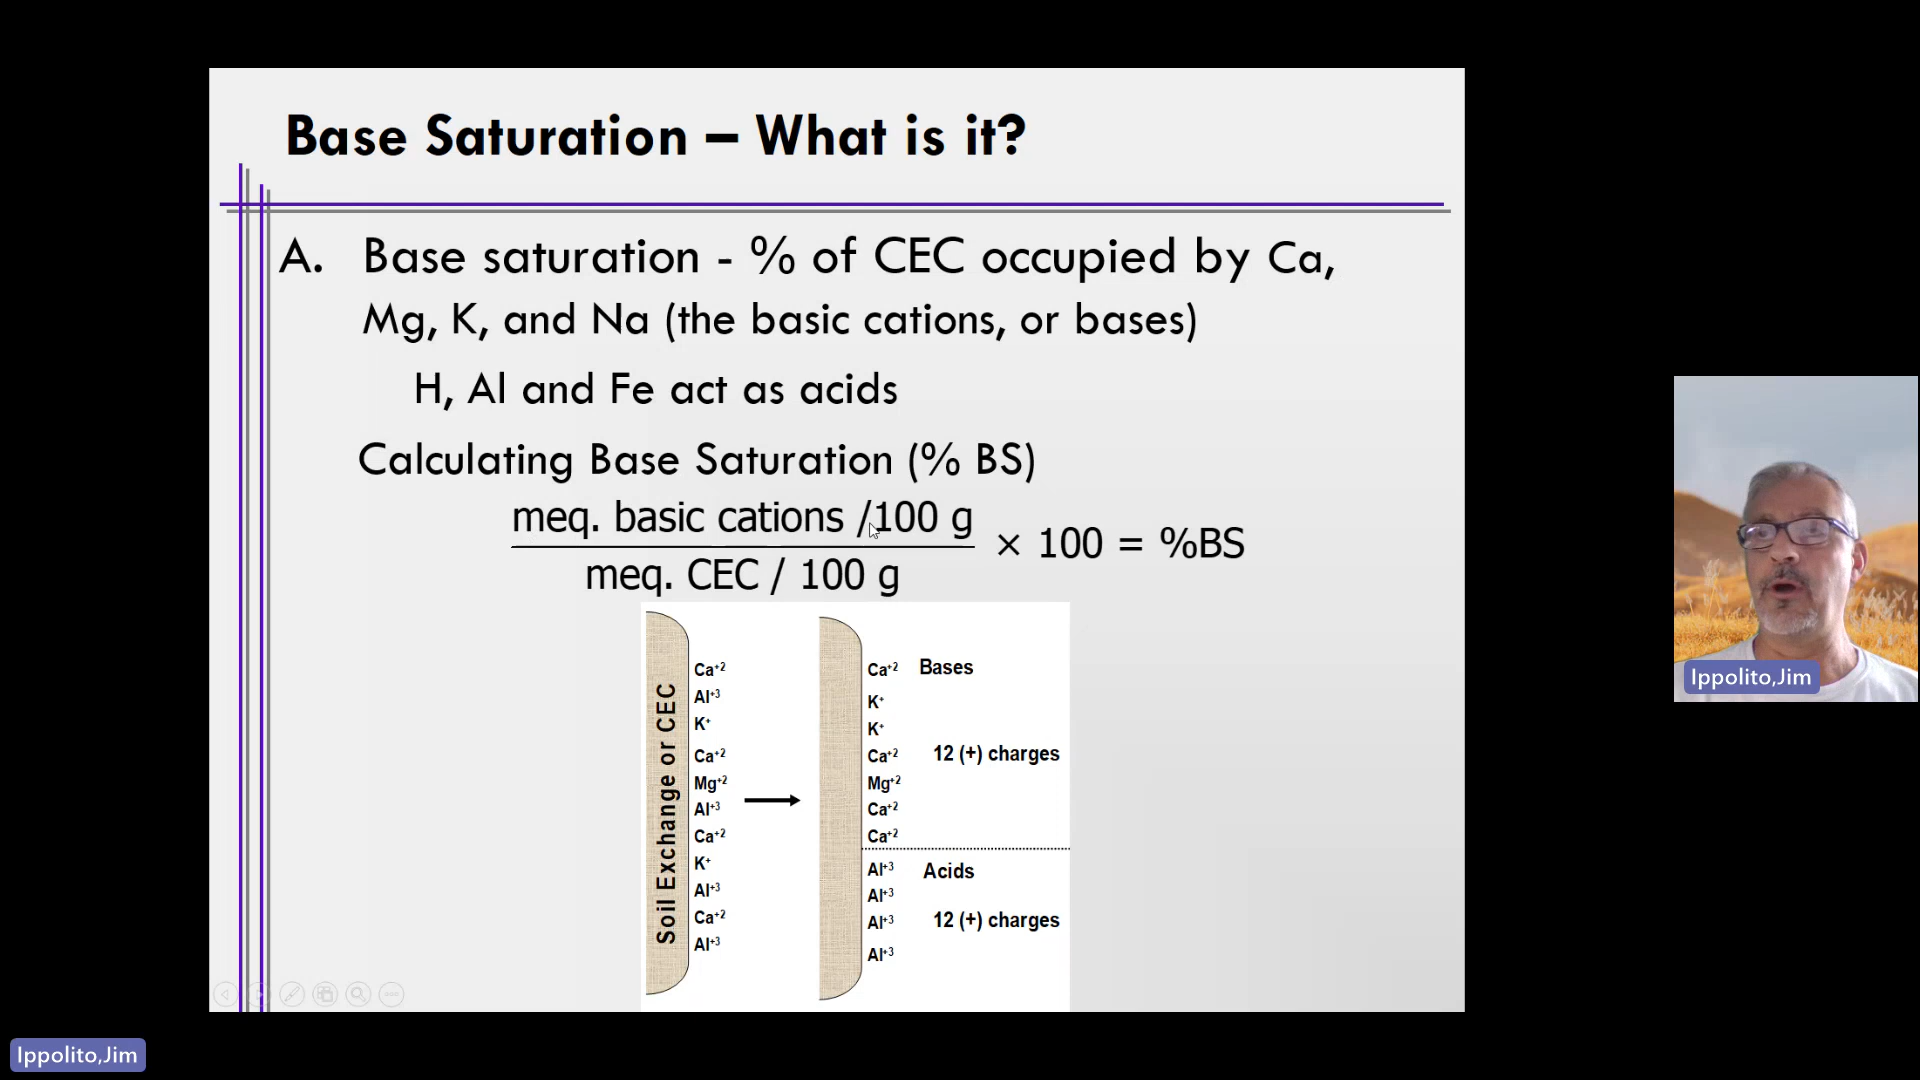 Base Saturation – What is it?
A. Base saturation - % of CEC occupied by Ca,
Mg, K, and Na (the basic cations, or bases)
H, Al and Fe act as acids
Calculating Base Saturation (% BS)
meq. basic cations /100 g
meq. CEC / 100 g
× 100 = %BS
Soil Exchange or CEC
Ca+2
Al+3
K+
Ca+2
Mg+2
Al+3
Ca+2
K+
Al+3
Ca+2
Al+3
Ca+2 Bases
K+
K+
Ca+2 12 (+) charges
Mg+2
Ca+2
Ca+2
Al+3 Acids
Al+3
Al+3 12 (+) charges
Al+3
Ippolito,Jim
Ippolito,Jim